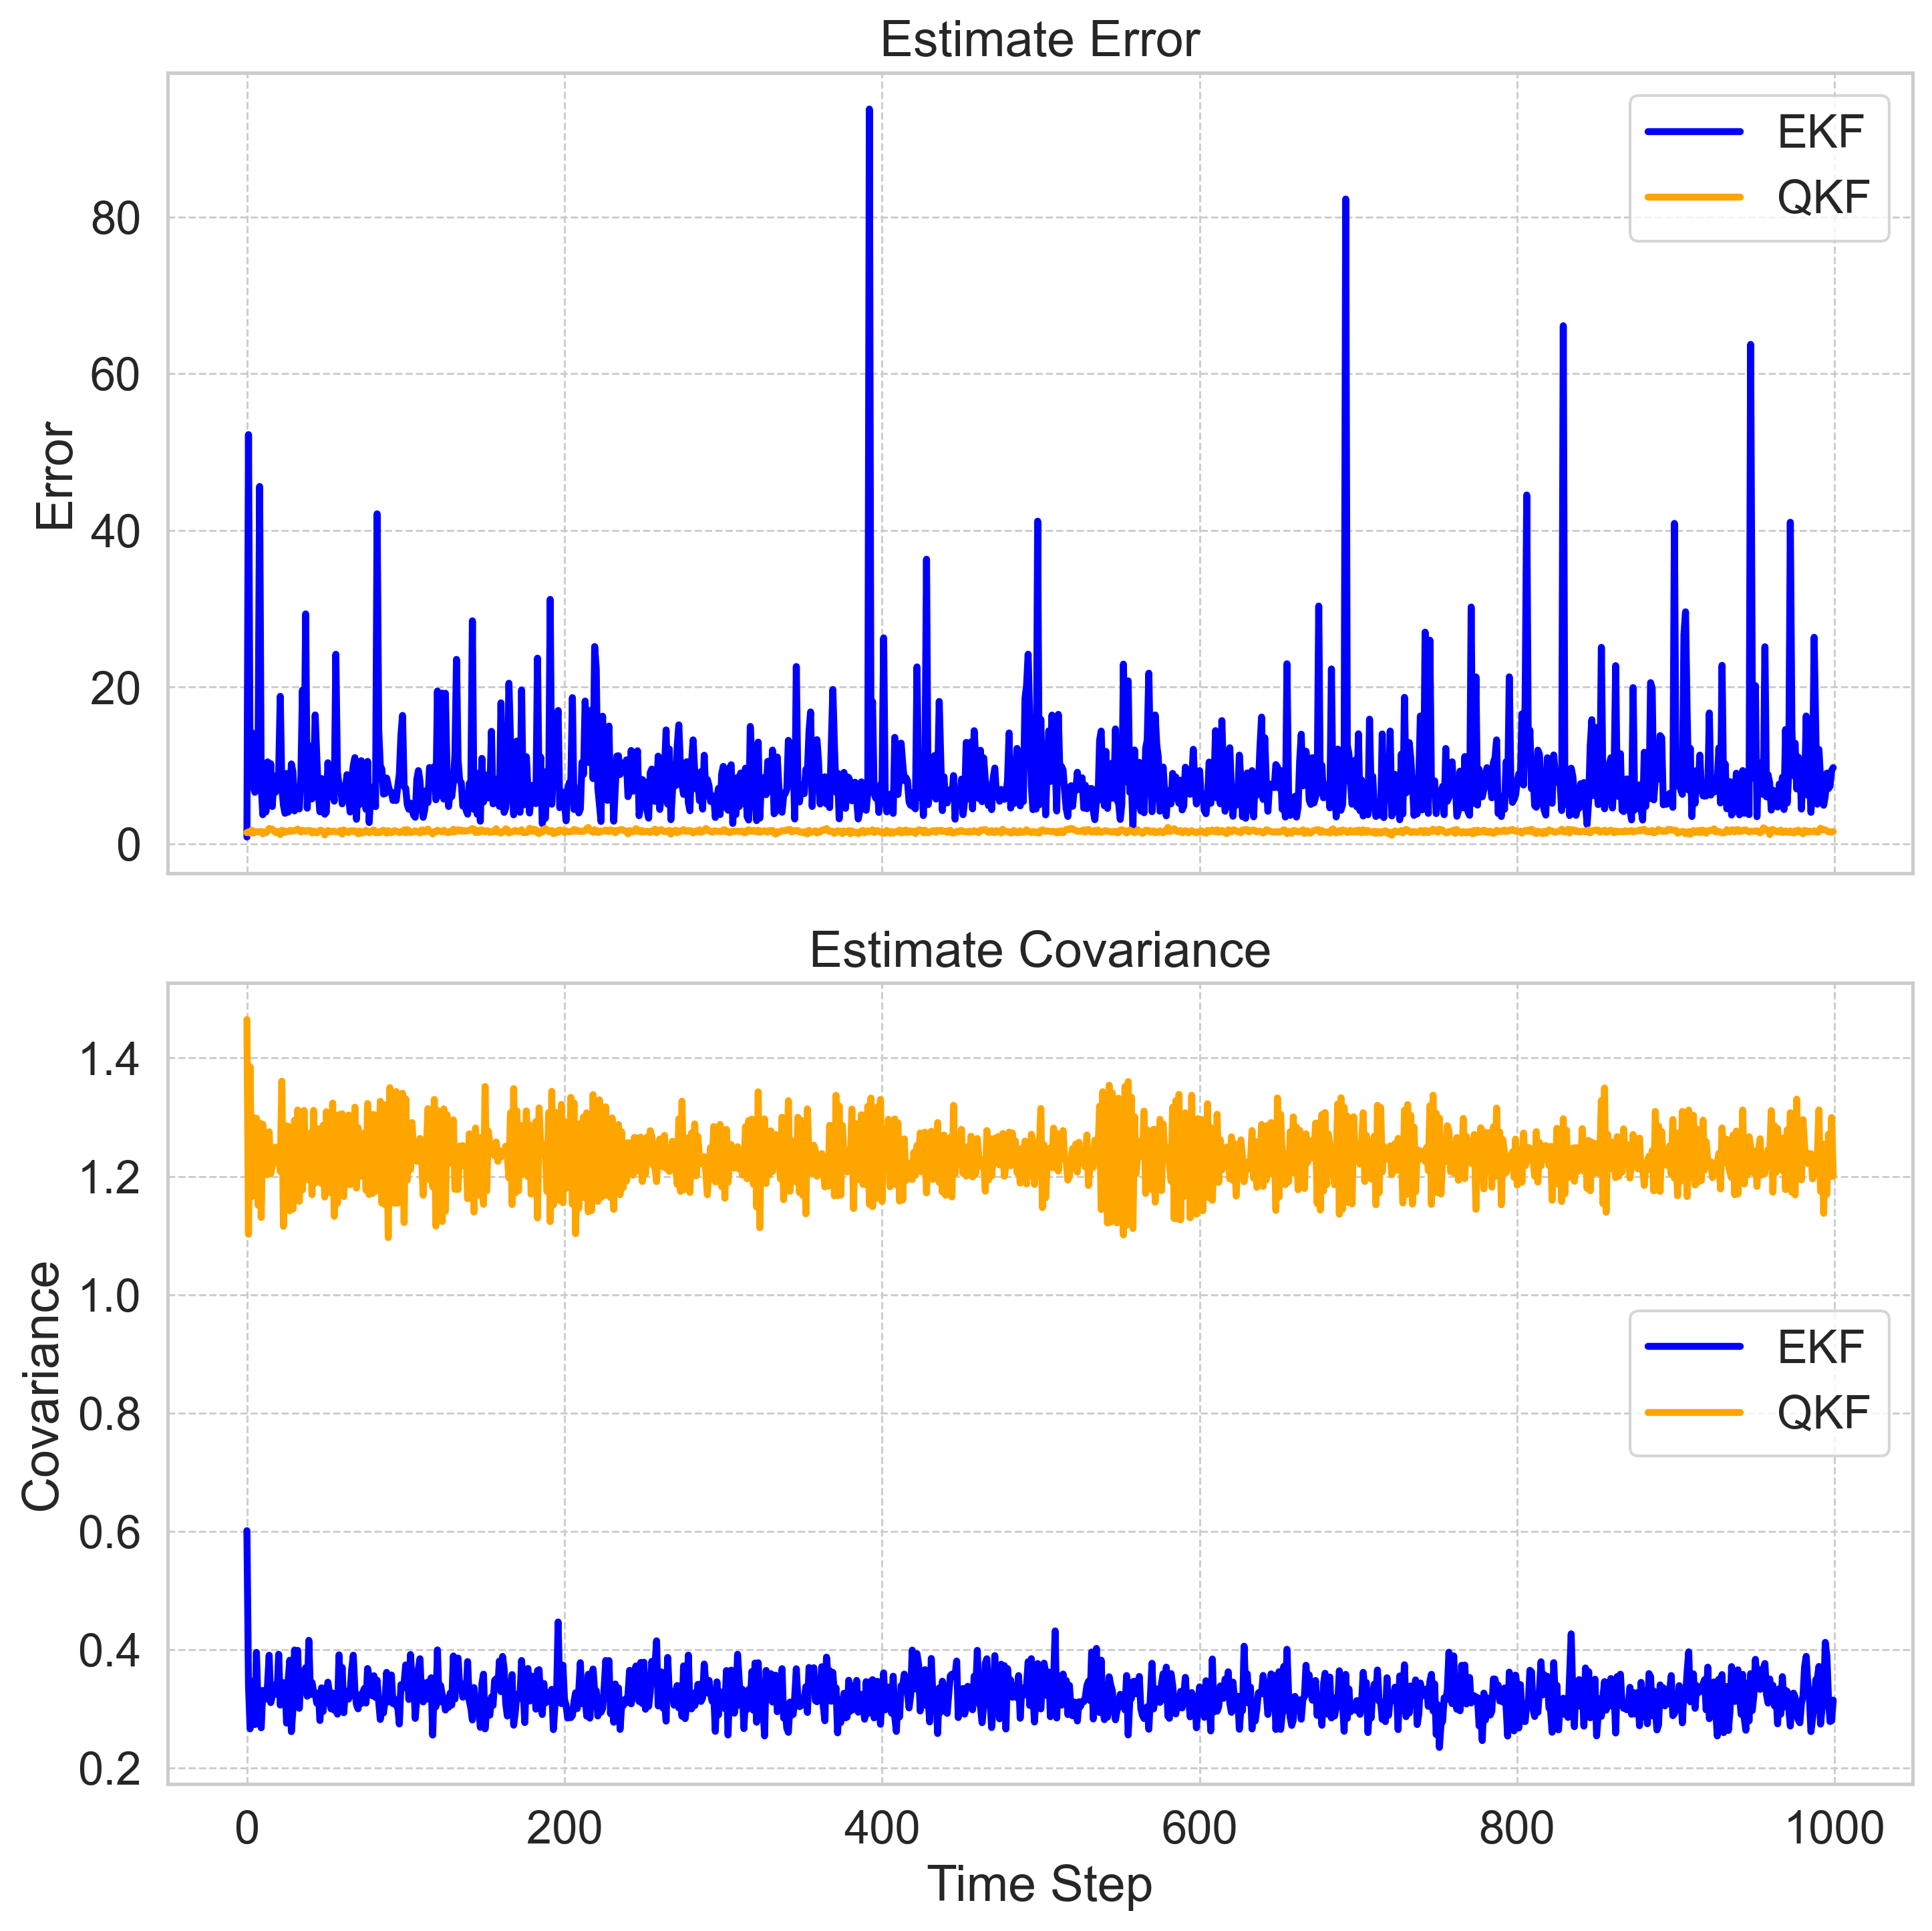 Estimate Error
EKF
QKF
80
60
40
20
0
Error
Estimate Covariance
1.4
1.2
1.0
0.8
0.6
0.4
0.2
Covariance
EKF
QKF
0 200 400 600 800 1000
Time Step